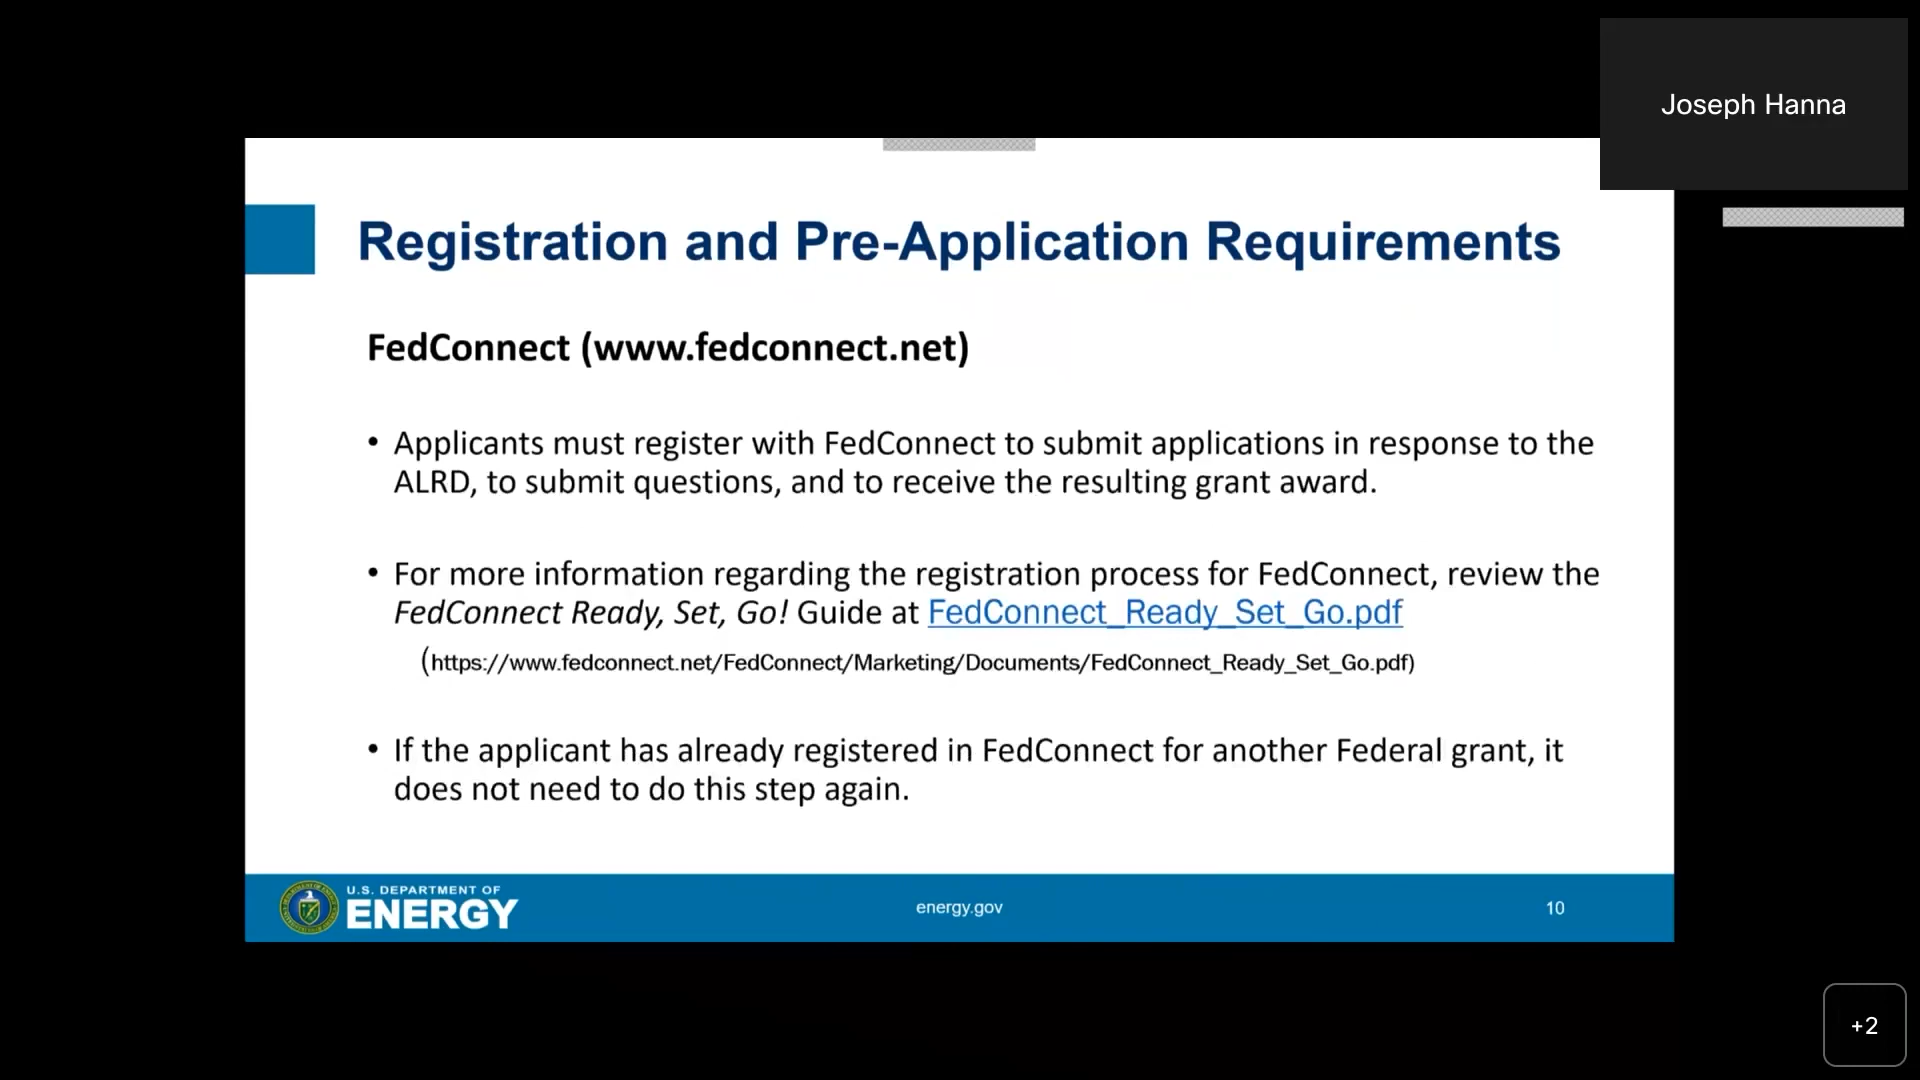 Joseph Hanna
Registration and Pre-Application Requirements
FedConnect (www.fedconnect.net)
• Applicants must register with FedConnect to submit applications in response to the
ALRD, to submit questions, and to receive the resulting grant award.
• For more information regarding the registration process for FedConnect, review the
FedConnect Ready, Set, Go! Guide at FedConnect_Ready_Set_Go.pdf
(https://www.fedconnect.net/FedConnect/Marketing/Documents/FedConnect_Ready_Set_Go.pdf)
• If the applicant has already registered in FedConnect for another Federal grant, it
does not need to do this step again.
U.S. DEPARTMENT OF
ENERGY
energy.gov
10
+2